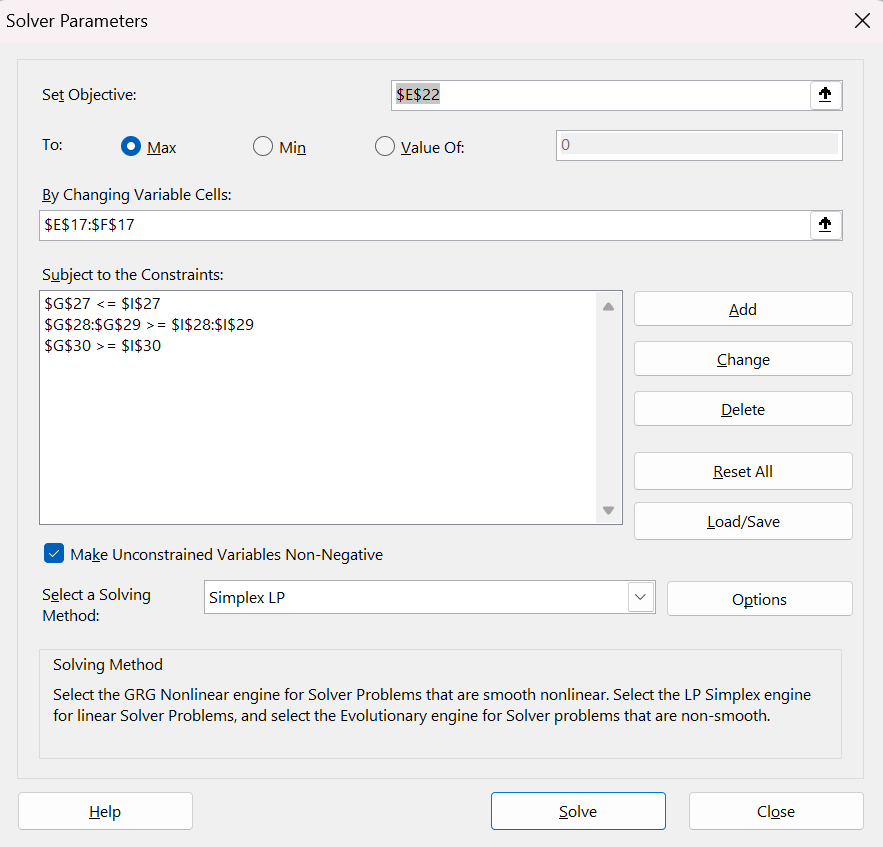 Solver Parameters
Set Objective:
$E$22
To:
Max
Min
Value Of:
0
By Changing Variable Cells:
$E$17:$F$17
Subject to the Constraints:
$G$27 <= $I$27
$G$28:$G$29 >= $I$28:$I$29
$G$30 >= $I$30
Add
Change
Delete
Reset All
Load/Save
Make Unconstrained Variables Non-Negative
Select a Solving
Method:
Simplex LP
Options
Solving Method
Select the GRG Nonlinear engine for Solver Problems that are smooth nonlinear. Select the LP Simplex engine
for linear Solver Problems, and select the Evolutionary engine for Solver problems that are non-smooth.
Help
Solve
Close